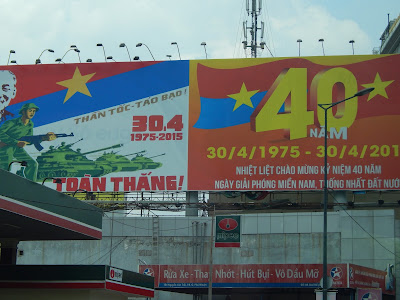 THẦN TỐC - TÁO BẠO!
30.4
1975-2015
TOÀN THẮNG!
40
NĂM
30/4/1975 - 30/4/201
NHIỆT LIỆT CHÀO MỪNG KỶ NIỆM 40 NĂM
NGÀY GIẢI PHÓNG MIỀN NAM, THỐNG NHẤT ĐẤT NƯỚ
Rửa Xe - Thay Nhớt - Hút Bụi - Vô Dầu Mỡ